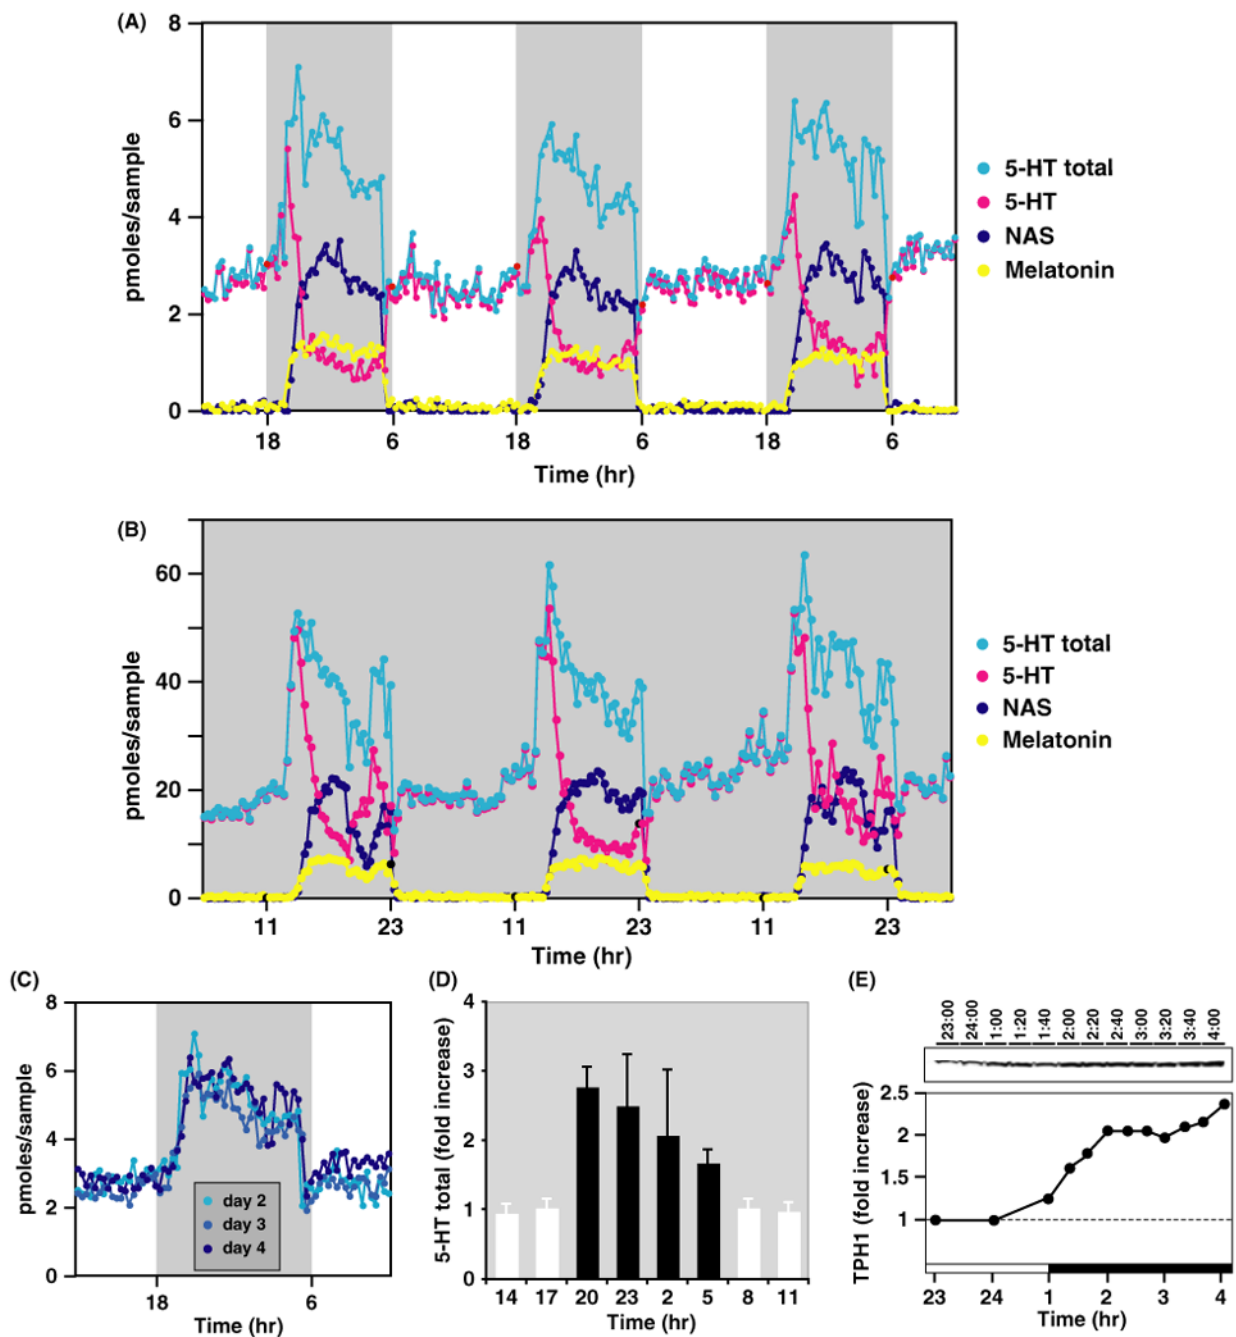 (A)
8
6
4
2
0
pmoles/sample
18 6 18 6 18 6
Time (hr)
5-HT total
5-HT
NAS
Melatonin
(B)
60
40
20
0
pmoles/sample
11 23 11 23 11 23
Time (hr)
5-HT total
5-HT
NAS
Melatonin
(C)
8
6
4
2
0
pmoles/sample
day 2
day 3
day 4
18 6
Time (hr)
(D)
4
3
2
1
0
5-HT total (fold increase)
14 17 20 23 2 5 8 11
Time (hr)
(E)
23:00 24:00 1:00 1:20 1:40 2:00 2:20 2:40 3:00 3:20 3:40 4:00
2.5
2
1.5
1
TPH1 (fold increase)
23 24 1 2 3 4
Time (hr)